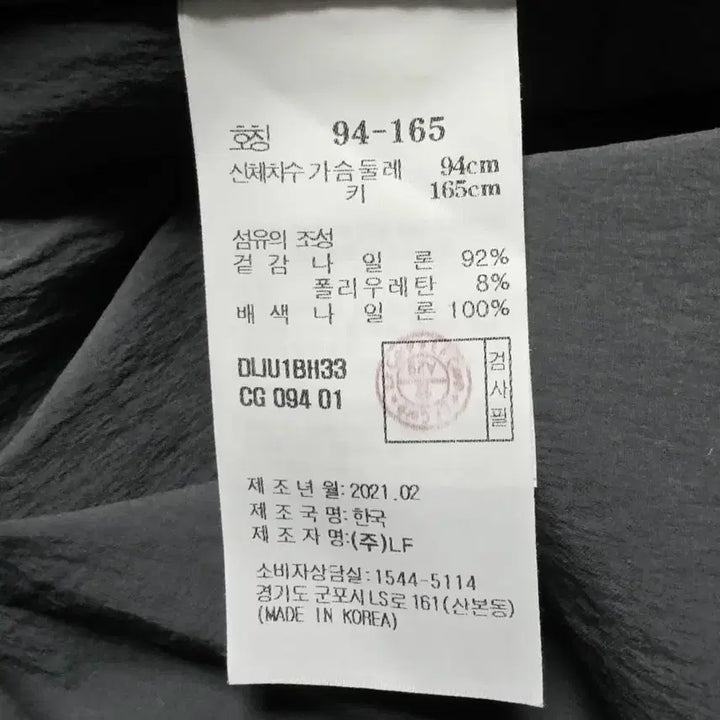 호칭 94-165
신체치수 가슴둘레 94cm
키 165cm
섬유의 조성
겉감 나일론 92%
폴리우레탄 8%
배색 나일론 100%
DLJU1BH33
CG 094 01
검사필
제조년월: 2021.02
제조국명: 한국
제조자명: (주)LF
소비자상담실: 1544-5114
경기도 군포시 LS로 161(산본동)
(MADE IN KOREA)